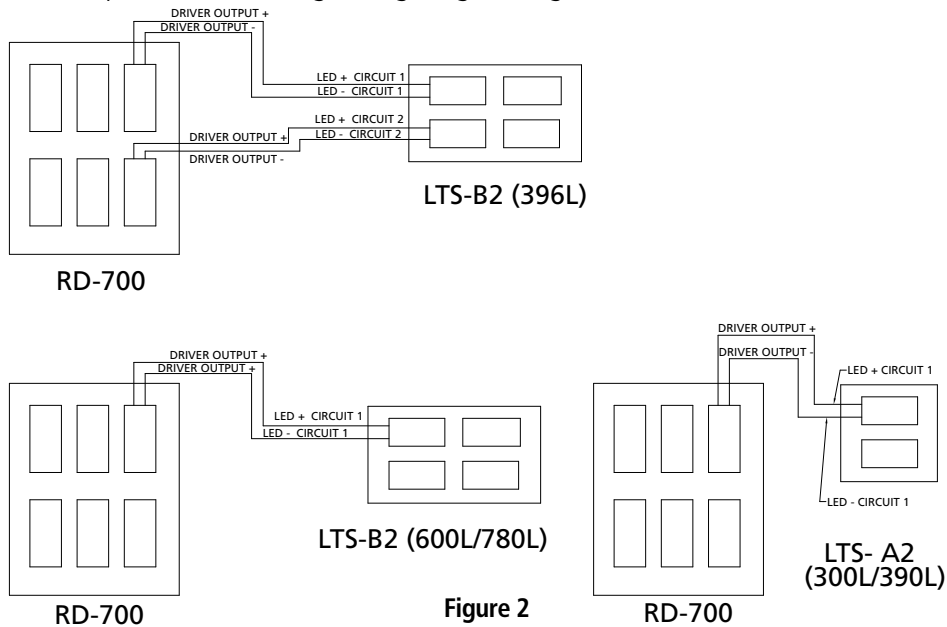 DRIVER OUTPUT +
DRIVER OUTPUT -
LED + CIRCUIT 1
LED - CIRCUIT 1
LED + CIRCUIT 2
LED - CIRCUIT 2
DRIVER OUTPUT +
DRIVER OUTPUT -
LTS-B2 (396L)
RD-700
DRIVER OUTPUT +
DRIVER OUTPUT +
LED + CIRCUIT 1
LED - CIRCUIT 1
LTS-B2 (600L/780L)
RD-700
DRIVER OUTPUT +
DRIVER OUTPUT -
LED + CIRCUIT 1
LED - CIRCUIT 1
LTS- A2
(300L/390L)
RD-700
Figure 2